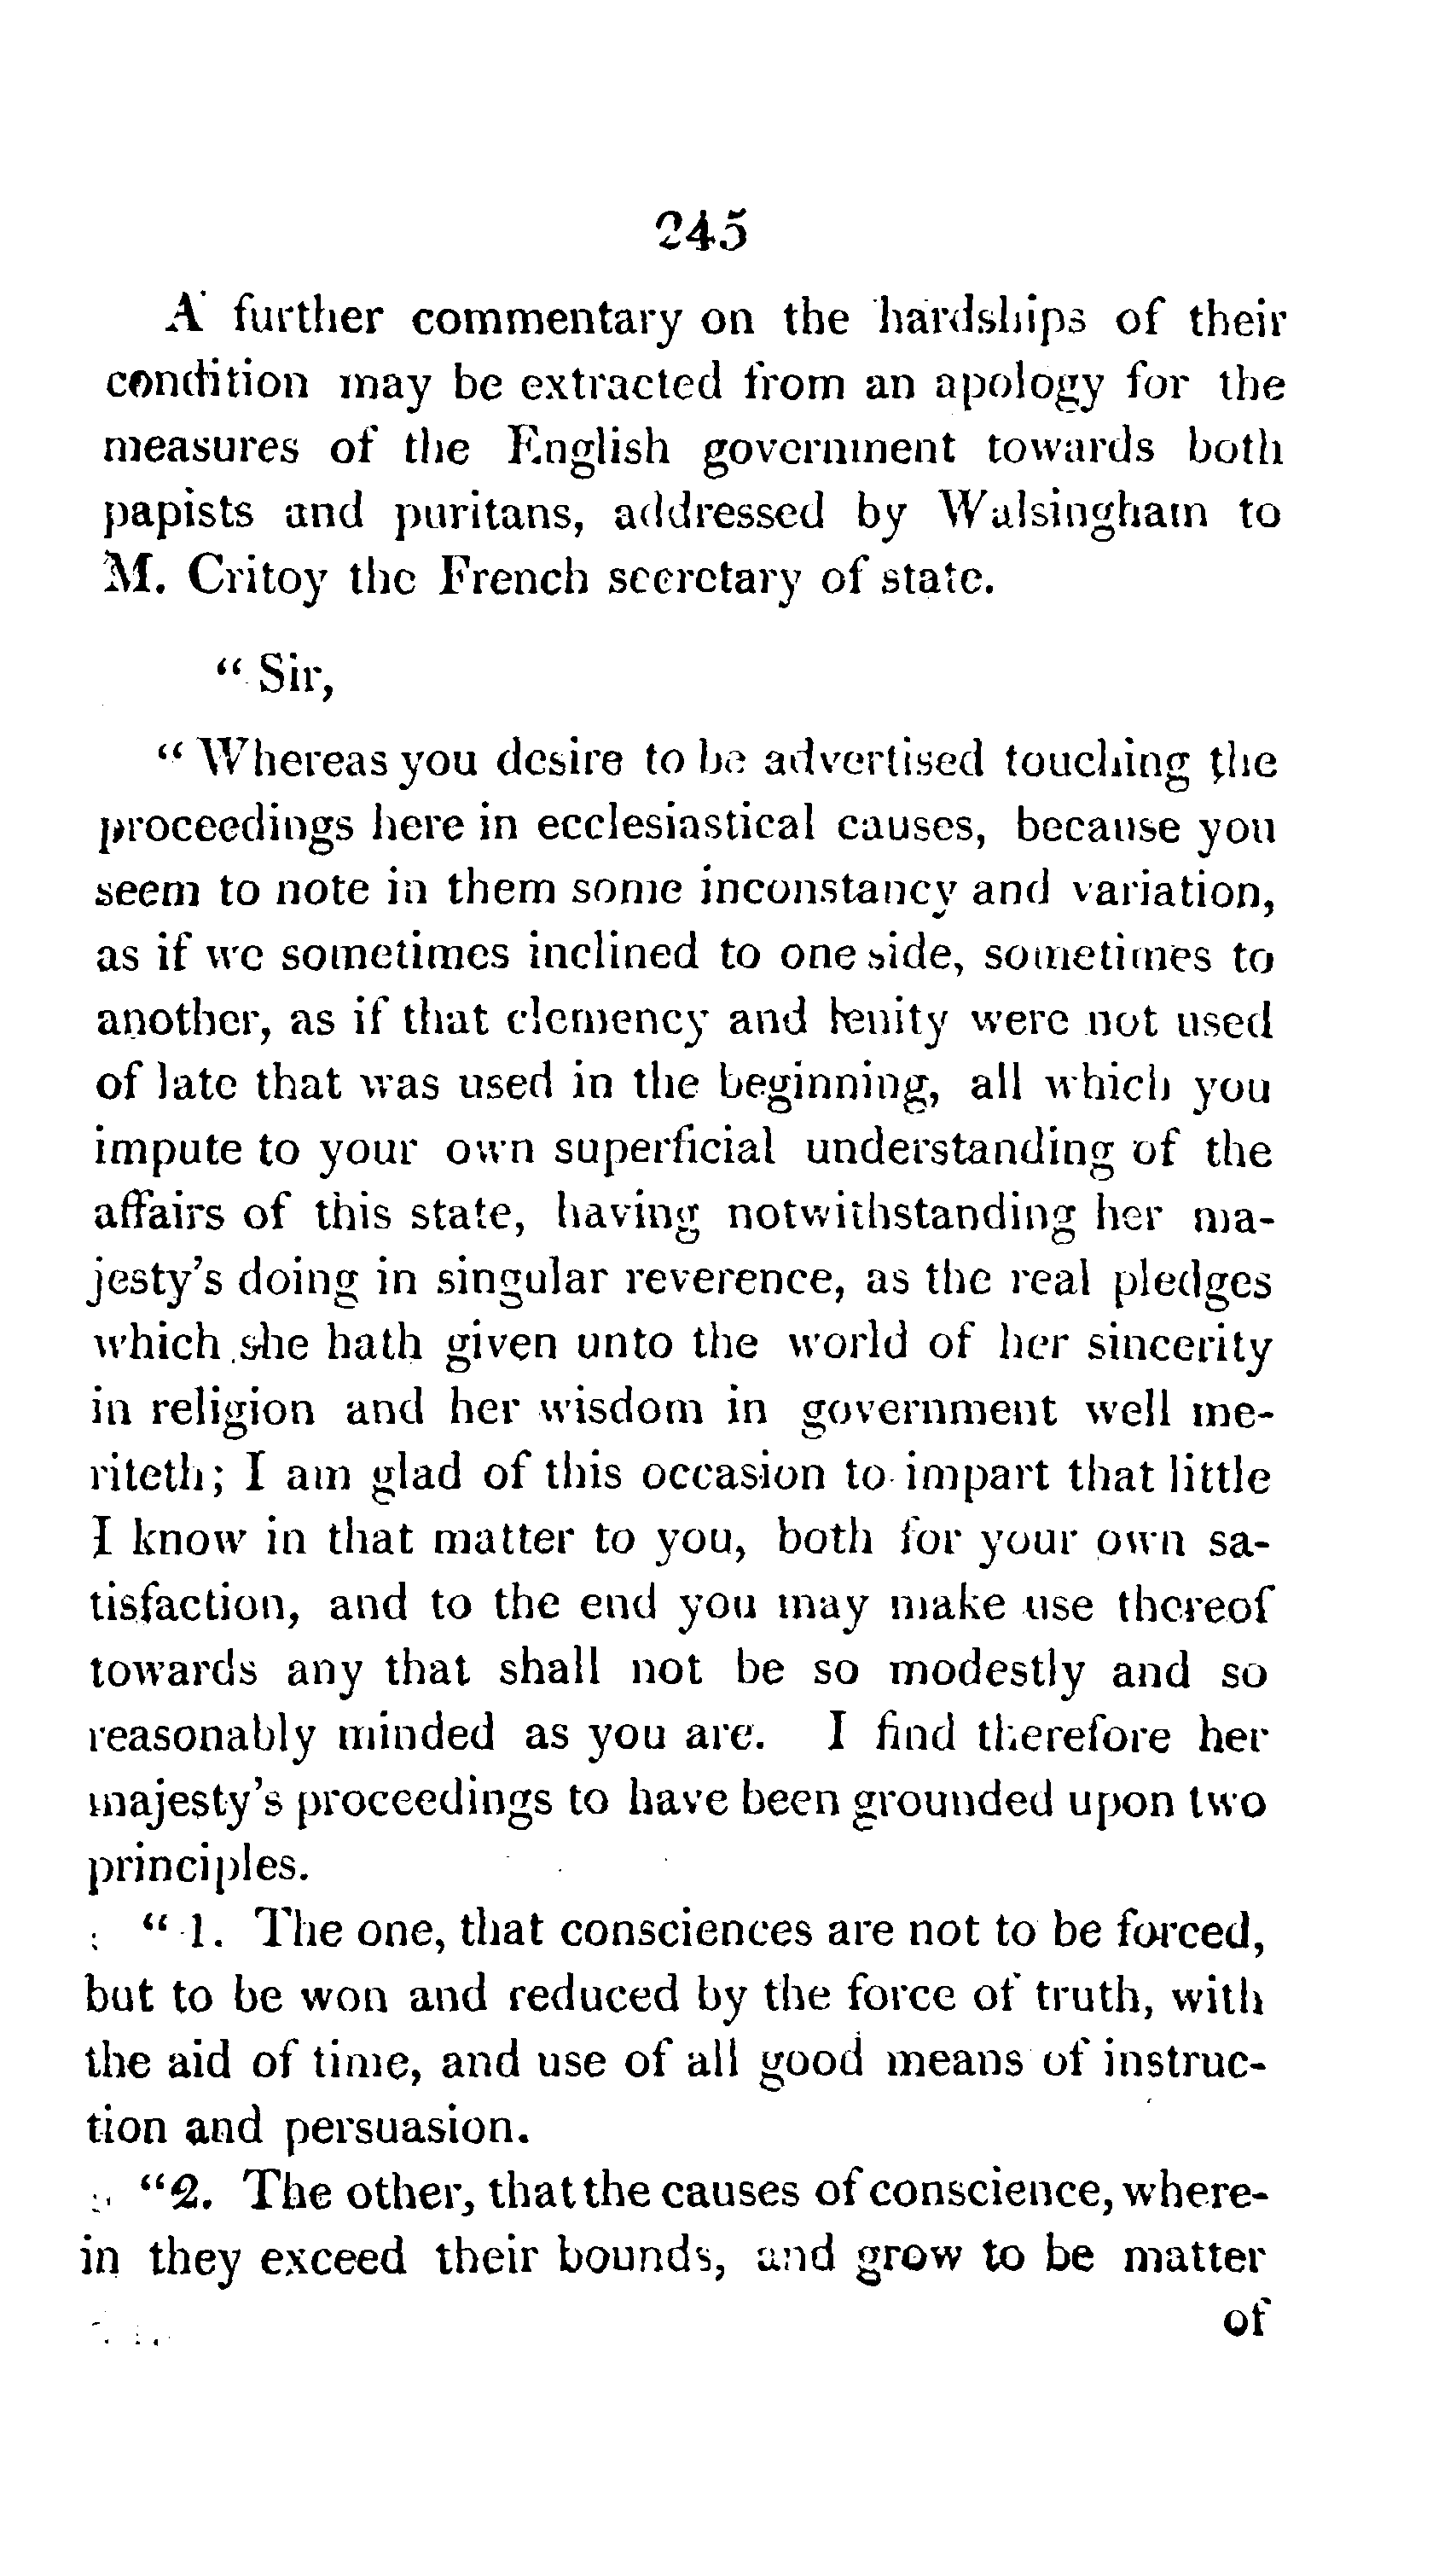 245
A further commentary on the hardships of their
condition may be extracted from an apology for the
measures of the English government towards both
papists and puritans, addressed by Walsingham to
M. Critoy the French secretary of state.
“ Sir,
“ Whereas you desire to be advertised touching the
proceedings here in ecclesiastical causes, because you
seem to note in them some inconstancy and variation,
as if we sometimes inclined to one side, sometimes to
another, as if that clemency and lenity were not used
of late that was used in the beginning, all which you
impute to your own superficial understanding of the
affairs of this state, having notwithstanding her ma-
jesty's doing in singular reverence, as the real pledges
which she hath given unto the world of her sincerity
in religion and her wisdom in government well me-
riteth; I am glad of this occasion to impart that little
I know in that matter to you, both for your own sa-
tisfaction, and to the end you may make use thereof
towards any that shall not be so modestly and so
reasonably minded as you are. I find therefore her
majesty's proceedings to have been grounded upon two
principles.
“ 1. The one, that consciences are not to be forced,
but to be won and reduced by the force of truth, with
the aid of time, and use of all good means of instruc-
tion and persuasion.
“2. The other, that the causes of conscience, where-
in they exceed their bounds, and grow to be matter
of